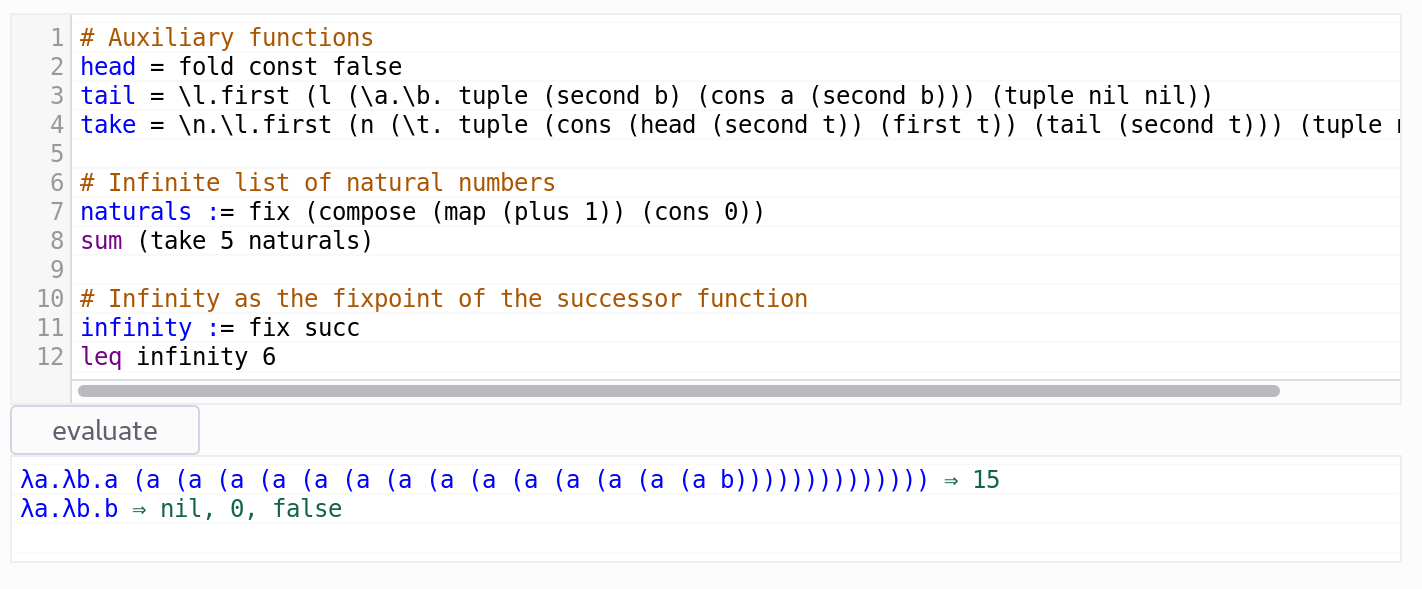 1 # Auxiliary functions
2 head = fold const false
3 tail = \l.first (l (\a.\b. tuple (second b) (cons a (second b))) (tuple nil nil))
4 take = \n.\l.first (n (\t. tuple (cons (head (second t)) (first t)) (tail (second t))) (tuple
5
6 # Infinite list of natural numbers
7 naturals := fix (compose (map (plus 1)) (cons 0))
8 sum (take 5 naturals)
9
10 # Infinity as the fixpoint of the successor function
11 infinity := fix succ
12 leq infinity 6
evaluate
λa.λb.a (a (a (a (a (a (a (a (a (a (a (a (a (a (a b)))))))))))))) ⇒ 15
λa.λb.b ⇒ nil, 0, false